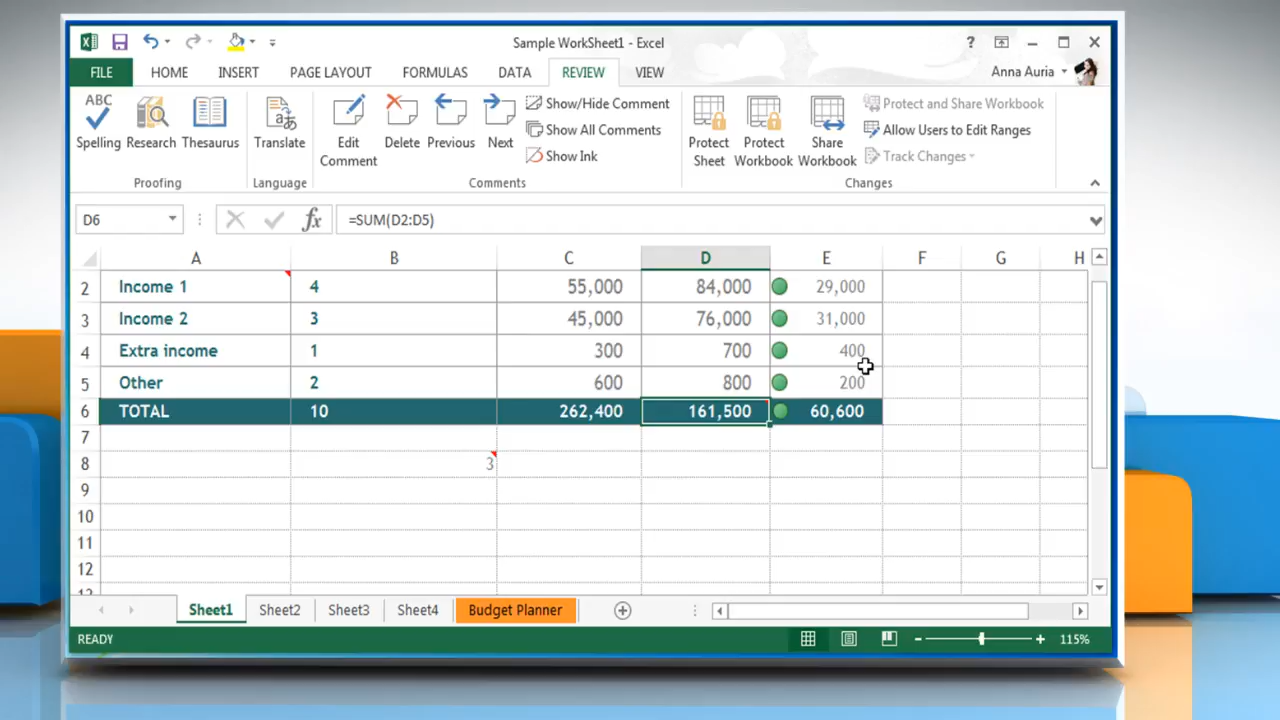 Sample WorkSheet1 - Excel
?
FILE HOME INSERT PAGE LAYOUT FORMULAS DATA REVIEW VIEW Anna Auria
ABC
Spelling Research Thesaurus Translate Edit Comment Delete Previous Next
Show/Hide Comment
Show All Comments
Show Ink
Protect Sheet Protect Workbook Share Workbook
Protect and Share Workbook
Allow Users to Edit Ranges
Track Changes
Proofing Language Comments Changes
D6 fx =SUM(D2:D5)
A B C D E F G H
2 Income 1 4 55,000 84,000 29,000
3 Income 2 3 45,000 76,000 31,000
4 Extra income 1 300 700 400
5 Other 2 600 800 200
6 TOTAL 10 262,400 161,500 60,600
7
8 3
9
10
11
12
Sheet1 Sheet2 Sheet3 Sheet4 Budget Planner
READY 115%